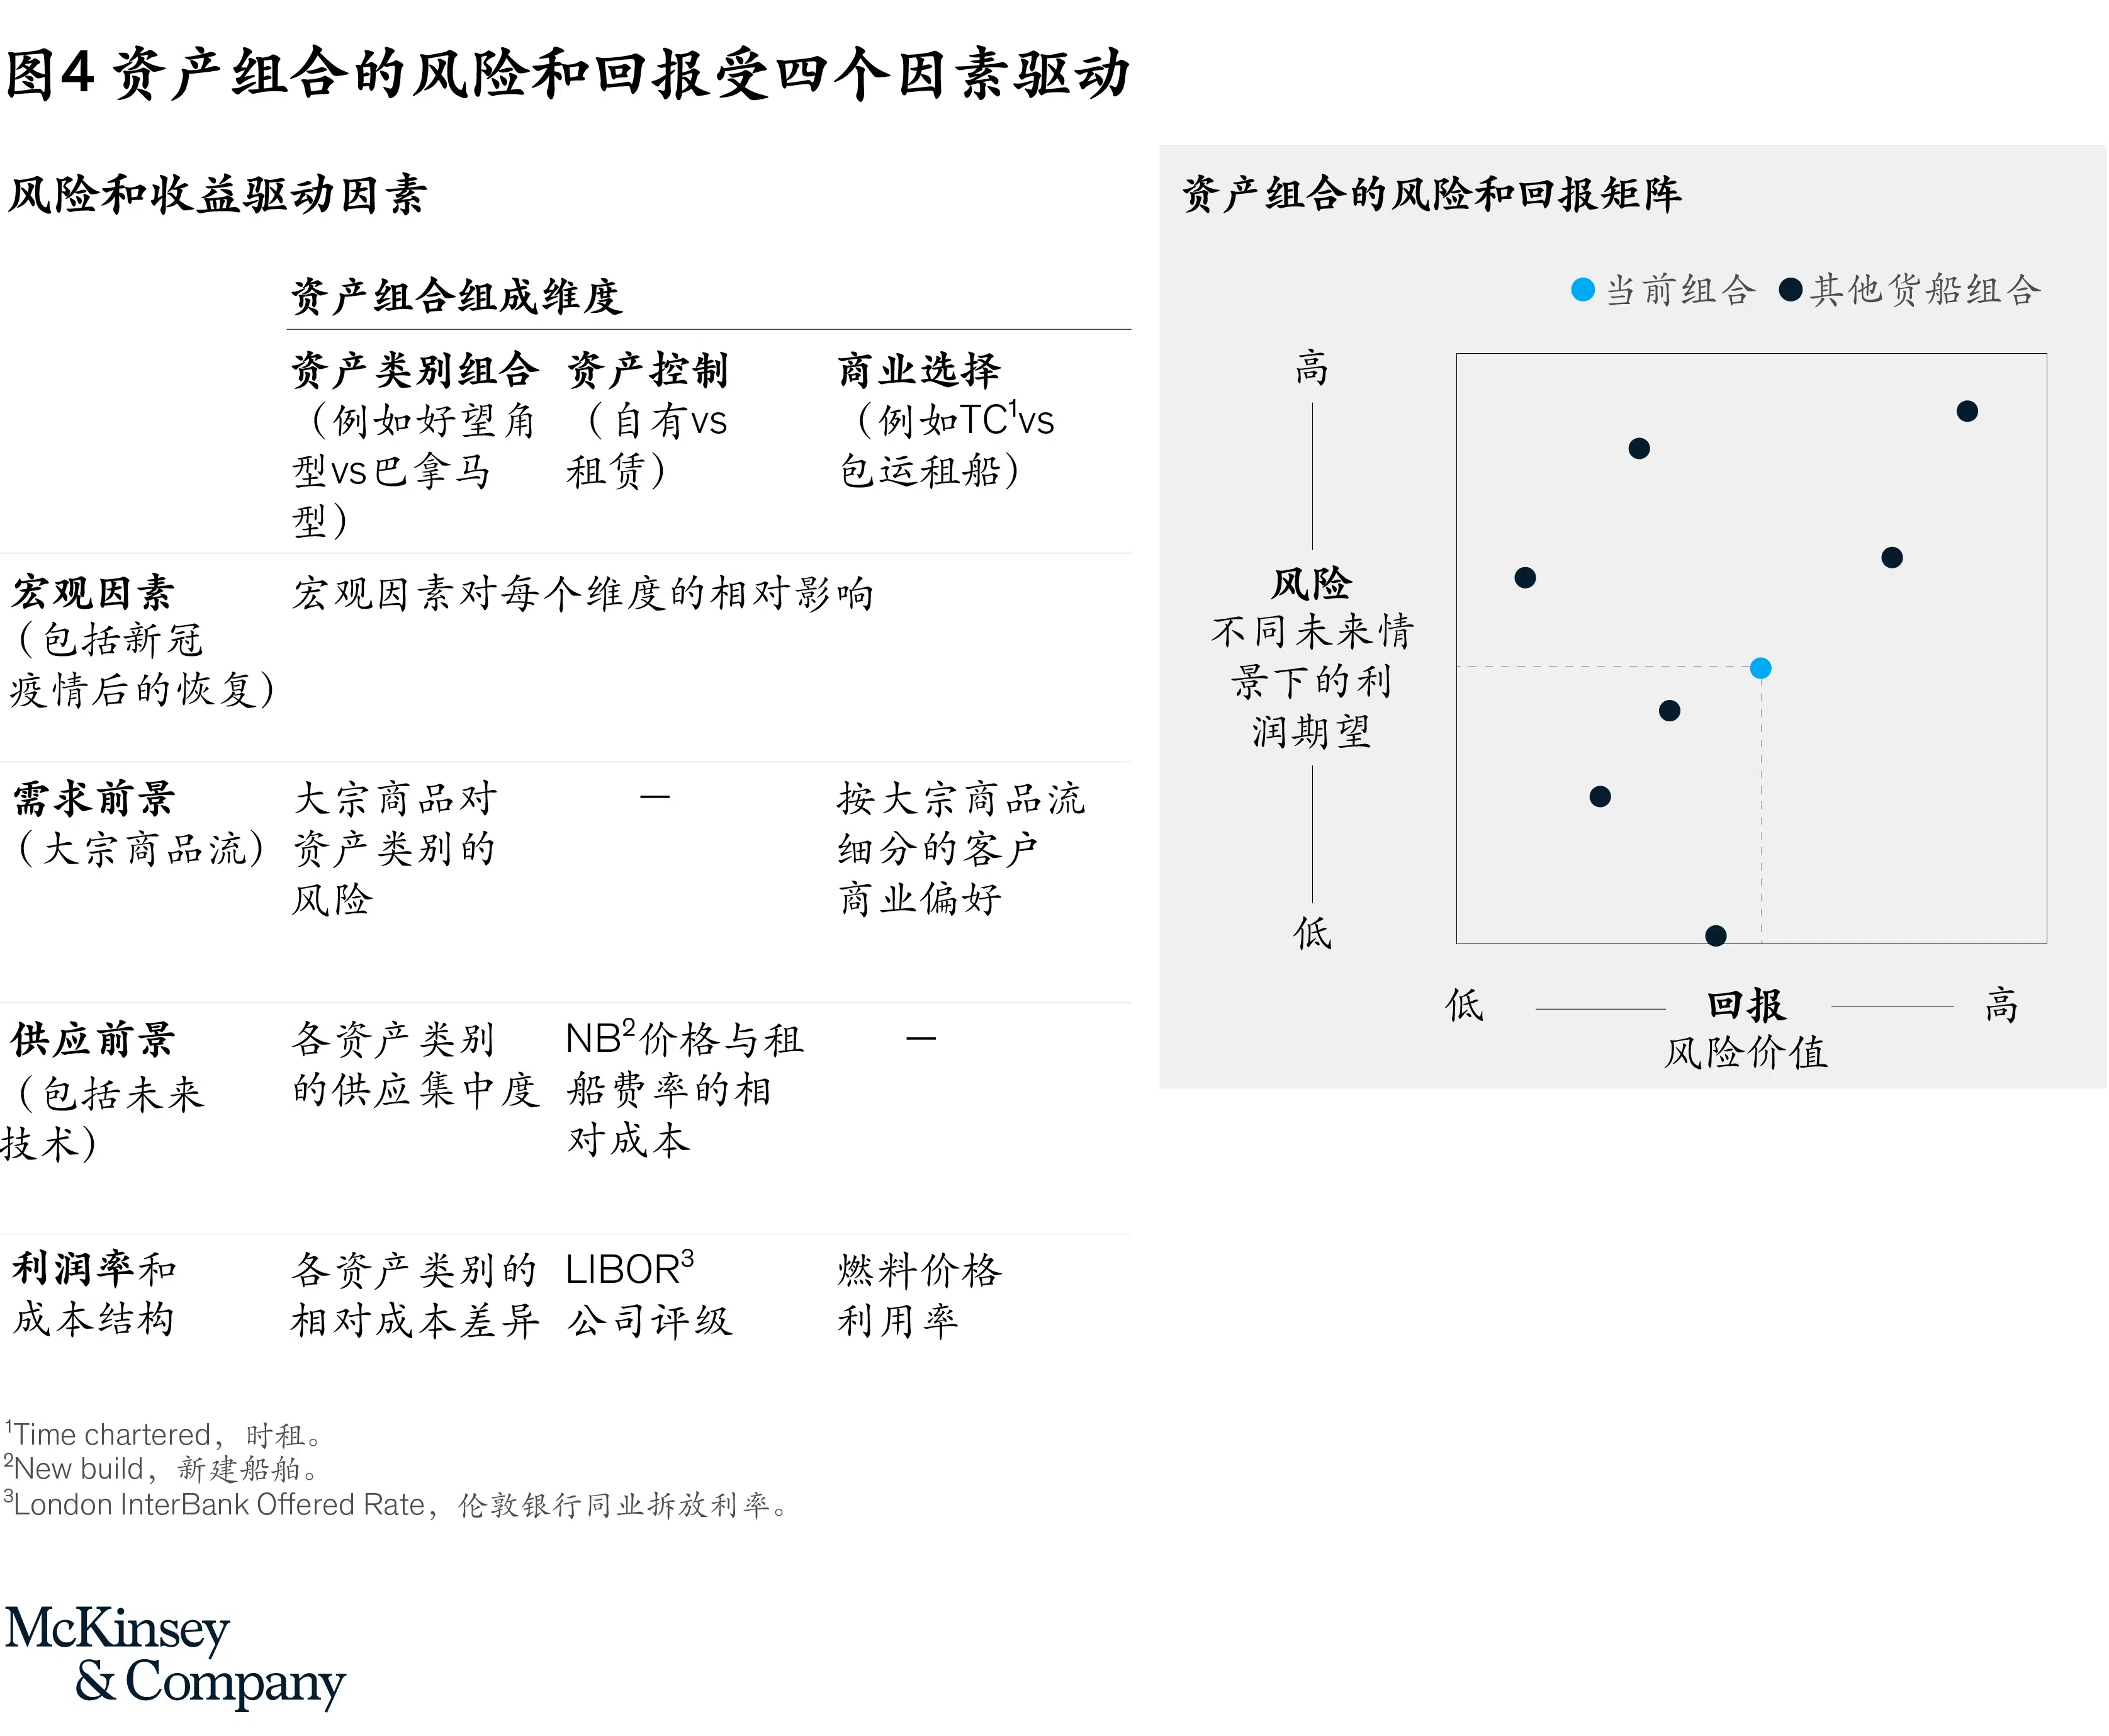 图4 资产组合的风险和回报受四个因素驱动
风险和收益驱动因素
资产组合组成维度
资产类别组合
（例如好望角
型vs巴拿马
型）
资产控制
（自有vs
租赁）
商业选择
（例如TC¹vs
包运租船）
宏观因素
（包括新冠
疫情后的恢复）
宏观因素对每个维度的相对影响
需求前景
（大宗商品流）
大宗商品对
资产类别的
风险
—
按大宗商品流
细分的客户
商业偏好
供应前景
（包括未来
技术）
各资产类别
的供应集中度
NB²价格与租
船费率的相
对成本
—
利润率和
成本结构
各资产类别的
相对成本差异
LIBOR³
公司评级
燃料价格
利用率
资产组合的风险和回报矩阵
当前组合
其他货船组合
高
风险
不同未来情
景下的利
润期望
低
低
回报
高
风险价值
¹Time chartered，时租。
²New build，新建船舶。
³London InterBank Offered Rate，伦敦银行同业拆放利率。
McKinsey
& Company